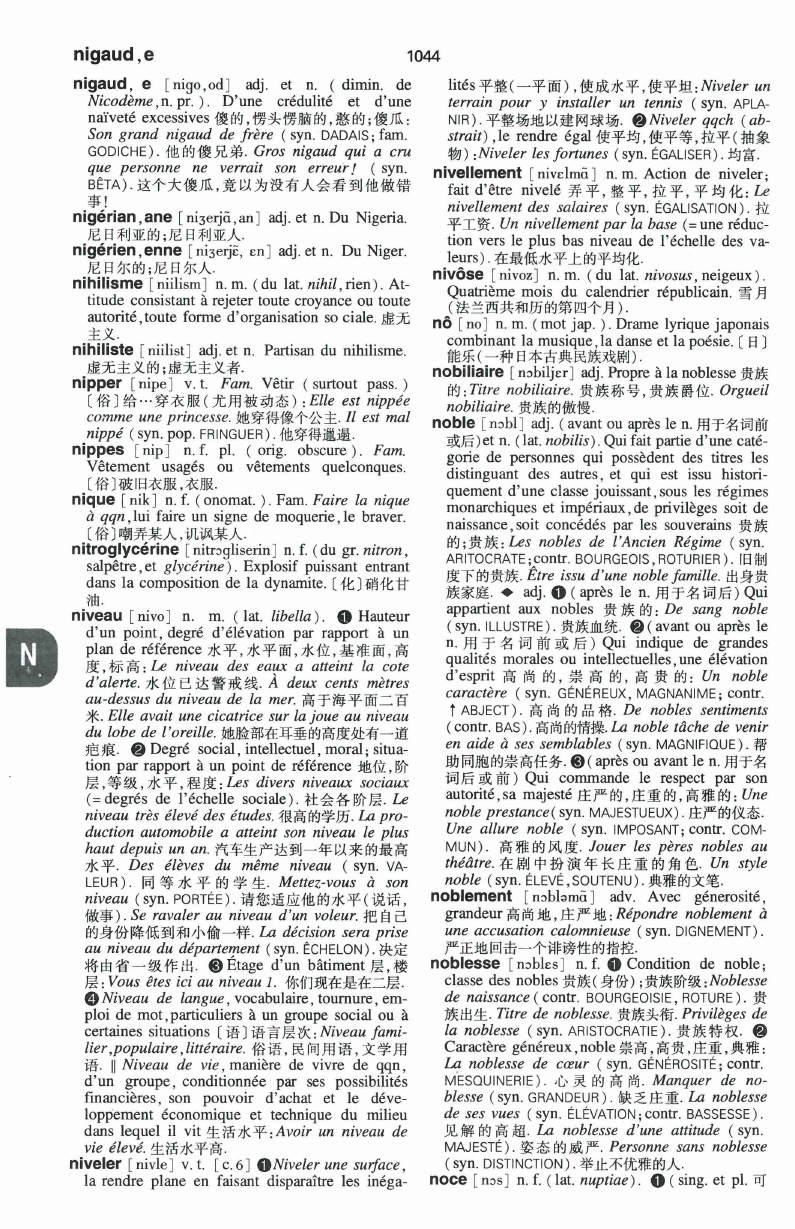 nigaud,e
1044
nigaud, e [nigo,od] adj. et n. ( dimin. de
Nicodème,n. pr. ). D'une crédulité et d'une
naïveté excessives 傻的,愣头愣脑的,憨的;傻瓜:
Son grand nigaud de frère ( syn. DADAIS; fam.
GODICHE). 他的傻兄弟. Gros nigaud qui a cru
que personne ne verrait son erreur! ( syn.
BÊTA).这个大傻瓜,竟以为没有人会看到他做错
事!
nigérian,ane [niʒerjɑ̃,an] adj. et n. Du Nigeria.
尼日利亚的;尼日利亚人.
nigérien,enne [niʒerjɛ̃, ɛn] adj. et n. Du Niger.
尼日尔的;尼日尔人.
nihilisme [niilism] n. m. (du lat. nihil,rien). At-
titude consistant à rejeter toute croyance ou toute
autorité,toute forme d'organisation so ciale. 虚无
主义.
nihiliste [niilist] adj. et n. Partisan du nihilisme.
虚无主义的;虚无主义者.
nipper [nipe] v. t. Fam. Vêtir ( surtout pass. )
〔俗〕给…穿衣服(尤用被动态):Elle est nippée
comme une princesse. 她穿得像个公主. Il est mal
nippé (syn. pop. FRINGUER). 他穿得邋遢.
nippes [nip] n. f. pl. ( orig. obscure ). Fam.
Vêtement usagés ou vêtements quelconques.
〔俗〕破旧衣服,衣服.
nique [nik] n. f. (onomat. ). Fam. Faire la nique
à qqn,lui faire un signe de moquerie,le braver.
〔俗〕嘲弄某人,讥讽某人.
nitroglycérine [nitrɔgliserin] n. f. (du gr. nitron,
salpêtre,et glycérine). Explosif puissant entrant
dans la composition de la dynamite. 〔化〕硝化甘
油.
niveau [nivo] n. m. ( lat. libella). ❶ Hauteur
d'un point, degré d'élévation par rapport à un
plan de référence 水平,水平面,水位,基准面,高
度,标高: Le niveau des eaux a atteint la cote
d'alerte. 水位已达警戒线. À deux cents mètres
au-dessus du niveau de la mer. 高于海平面二百
米. Elle avait une cicatrice sur la joue au niveau
du lobe de l'oreille. 她脸部在耳垂的高度处有一道
疤痕. ❷ Degré social, intellectuel, moral; situa-
tion par rapport à un point de référence 地位,阶
层,等级,水平,程度:Les divers niveaux sociaux
(=degrés de l'échelle sociale). 社会各阶层. Le
niveau très élevé des études. 很高的学历. La pro-
duction automobile a atteint son niveau le plus
haut depuis un an. 汽车生产达到一年以来的最高
水平. Des élèves du même niveau ( syn. VA-
LEUR). 同等水平的学生. Mettez-vous à son
niveau (syn. PORTÉE). 请您适应他的水平(说话,
做事). Se ravaler au niveau d'un voleur. 把自己
的身份降低到和小偷一样. La décision sera prise
au niveau du département (syn. ÉCHELON).决定
将由省一级作出. ❸ Étage d'un bâtiment 层,楼
层: Vous êtes ici au niveau 1. 你们现在是在二层.
❹ Niveau de langue, vocabulaire, tournure, em-
ploi de mot,particuliers à un groupe social ou à
certaines situations 〔语〕语言层次:Niveau fami-
lier,populaire,littéraire. 俗语,民间用语,文学用
语. ‖ Niveau de vie,manière de vivre de qqn,
d'un groupe, conditionnée par ses possibilités
financières, son pouvoir d'achat et le déve-
loppement économique et technique du milieu
dans lequel il vit 生活水平:Avoir un niveau de
vie élevé. 生活水平高.
niveler [nivle] v. t. [c. 6] ❶ Niveler une surface,
la rendre plane en faisant disparaître les inéga-
lités 平整(一平面),使成水平,使平坦:Niveler un
terrain pour y installer un tennis ( syn. APLA-
NIR). 平整场地以建网球场. ❷ Niveler qqch (ab-
strait),le rendre égal 使平均,使平等,拉平(抽象
物):Niveler les fortunes (syn. ÉGALISER). 均富.
nivellement [nivɛlmɑ̃] n. m. Action de niveler;
fait d'être nivelé 弄平,整平,拉平,平均化: Le
nivellement des salaires ( syn. ÉGALISATION). 拉
平工资. Un nivellement par la base (=une réduc-
tion vers le plus bas niveau de l'échelle des va-
leurs). 在最低水平上的平均化.
nivôse [nivoz] n. m. (du lat. nivosus,neigeux).
Quatrième mois du calendrier républicain. 雪月
(法兰西共和历的第四个月).
nô [no] n. m. (mot jap. ). Drame lyrique japonais
combinant la musique,la danse et la poésie. 〔日〕
能乐(一种日本古典民族戏剧).
nobiliaire [nɔbiljer] adj. Propre à la noblesse 贵族
的:Titre nobiliaire. 贵族称号,贵族爵位. Orgueil
nobiliaire. 贵族的傲慢.
noble [nɔbl] adj. (avant ou après le n. 用于名词前
或后)et n. (lat. nobilis). Qui fait partie d'une caté-
gorie de personnes qui possèdent des titres les
distinguant des autres, et qui est issu histori-
quement d'une classe jouissant,sous les régimes
monarchiques et impériaux,de privilèges soit de
naissance,soit concédés par les souverains 贵族
的;贵族: Les nobles de l'Ancien Régime ( syn.
ARITOCRATE;contr. BOURGEOIS,ROTURIER). 旧制
度下的贵族. Être issu d'une noble famille. 出身贵
族家庭. ◆ adj. ❶ (après le n. 用于名词后) Qui
appartient aux nobles 贵族的: De sang noble
(syn. ILLUSTRE). 贵族血统. ❷ (avant ou après le
n. 用于名词前或后) Qui indique de grandes
qualités morales ou intellectuelles,une élévation
d'esprit 高尚的, 崇高的, 高贵的: Un noble
caractère ( syn. GÉNÉREUX, MAGNANIME; contr.
↑ ABJECT). 高尚的品格. De nobles sentiments
(contr. BAS). 高尚的情操. La noble tâche de venir
en aide à ses semblables (syn. MAGNIFIQUE). 帮
助同胞的崇高任务. ❸ (après ou avant le n. 用于名
词后或前) Qui commande le respect par son
autorité,sa majesté 庄严的,庄重的,高雅的: Une
noble prestance(syn. MAJESTUEUX). 庄严的仪态.
Une allure noble ( syn. IMPOSANT; contr. COM-
MUN). 高雅的风度. Jouer les pères nobles au
théâtre. 在剧中扮演年长庄重的角色. Un style
noble (syn. ÉLEVÉ,SOUTENU). 典雅的文笔.
noblement [nɔbləmɑ̃] adv. Avec génerosité,
grandeur 高尚地,庄严地: Répondre noblement à
une accusation calomnieuse (syn. DIGNEMENT).
严正地回击一个诽谤性的指控.
noblesse [nɔblɛs] n. f. ❶ Condition de noble;
classe des nobles 贵族(身份);贵族阶级:Noblesse
de naissance (contr. BOURGEOISIE, ROTURE). 贵
族出生. Titre de noblesse. 贵族头衔. Privilèges de
la noblesse ( syn. ARISTOCRATIE). 贵族特权. ❷
Caractère généreux,noble 崇高,高贵,庄重,典雅:
La noblesse de cœur ( syn. GÉNÉROSITÉ; contr.
MESQUINERIE). 心灵的高尚. Manquer de no-
blesse (syn. GRANDEUR). 缺乏庄重. La noblesse
de ses vues ( syn. ÉLÉVATION; contr. BASSESSE).
见解的高超. La noblesse d'une attitude ( syn.
MAJESTÉ). 姿态的威严. Personne sans noblesse
(syn. DISTINCTION). 举止不优雅的人.
noce [nɔs] n. f. (lat. nuptiae). ❶ (sing. et pl. 可
N